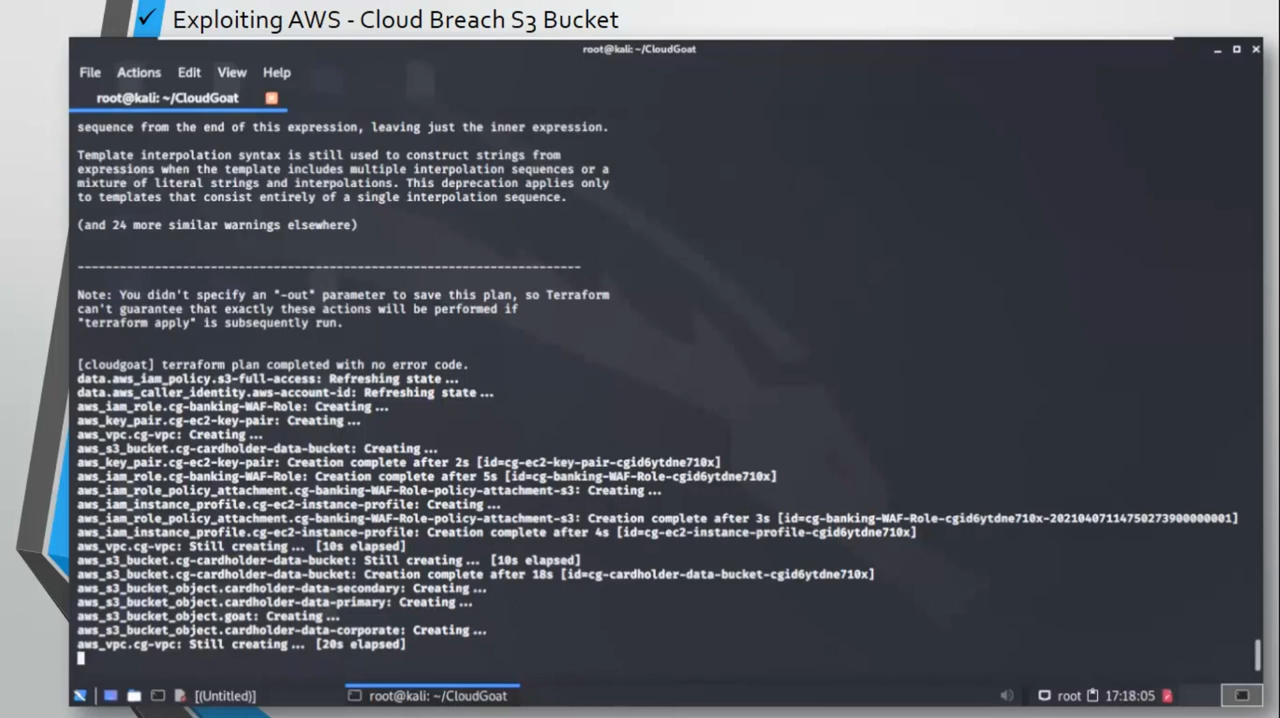 ✓ Exploiting AWS - Cloud Breach S3 Bucket
root@kali: ~/CloudGoat
File Actions Edit View Help
root@kali: ~/CloudGoat
sequence from the end of this expression, leaving just the inner expression.
Template interpolation syntax is still used to construct strings from
expressions when the template includes multiple interpolation sequences or a
mixture of literal strings and interpolations. This deprecation applies only
to templates that consist entirely of a single interpolation sequence.
(and 24 more similar warnings elsewhere)
------------------------------------------------------------------------
Note: You didn't specify an "-out" parameter to save this plan, so Terraform
can't guarantee that exactly these actions will be performed if
"terraform apply" is subsequently run.
[cloudgoat] terraform plan completed with no error code.
data.aws_iam_policy.s3-full-access: Refreshing state...
data.aws_caller_identity.aws-account-id: Refreshing state...
aws_iam_role.cg-banking-WAF-Role: Creating...
aws_key_pair.cg-ec2-key-pair: Creating...
aws_vpc.cg-vpc: Creating...
aws_s3_bucket.cg-cardholder-data-bucket: Creating...
aws_key_pair.cg-ec2-key-pair: Creation complete after 2s [id=cg-ec2-key-pair-cgid6ytdne710x]
aws_iam_role.cg-banking-WAF-Role: Creation complete after 5s [id=cg-banking-WAF-Role-cgid6ytdne710x]
aws_iam_role_policy_attachment.cg-banking-WAF-Role-policy-attachment-s3: Creating...
aws_iam_instance_profile.cg-ec2-instance-profile: Creating...
aws_iam_role_policy_attachment.cg-banking-WAF-Role-policy-attachment-s3: Creation complete after 3s [id=cg-banking-WAF-Role-cgid6ytdne710x-20210407114750273900000001]
aws_iam_instance_profile.cg-ec2-instance-profile: Creation complete after 4s [id=cg-ec2-instance-profile-cgid6ytdne710x]
aws_vpc.cg-vpc: Still creating... [10s elapsed]
aws_s3_bucket.cg-cardholder-data-bucket: Still creating... [10s elapsed]
aws_s3_bucket.cg-cardholder-data-bucket: Creation complete after 18s [id=cg-cardholder-data-bucket-cgid6ytdne710x]
aws_s3_bucket_object.cardholder-data-secondary: Creating...
aws_s3_bucket_object.cardholder-data-primary: Creating...
aws_s3_bucket_object.goat: Creating...
aws_s3_bucket_object.cardholder-data-corporate: Creating...
aws_vpc.cg-vpc: Still creating... [20s elapsed]
[(Untitled)] root@kali: ~/CloudGoat root 17:18:05